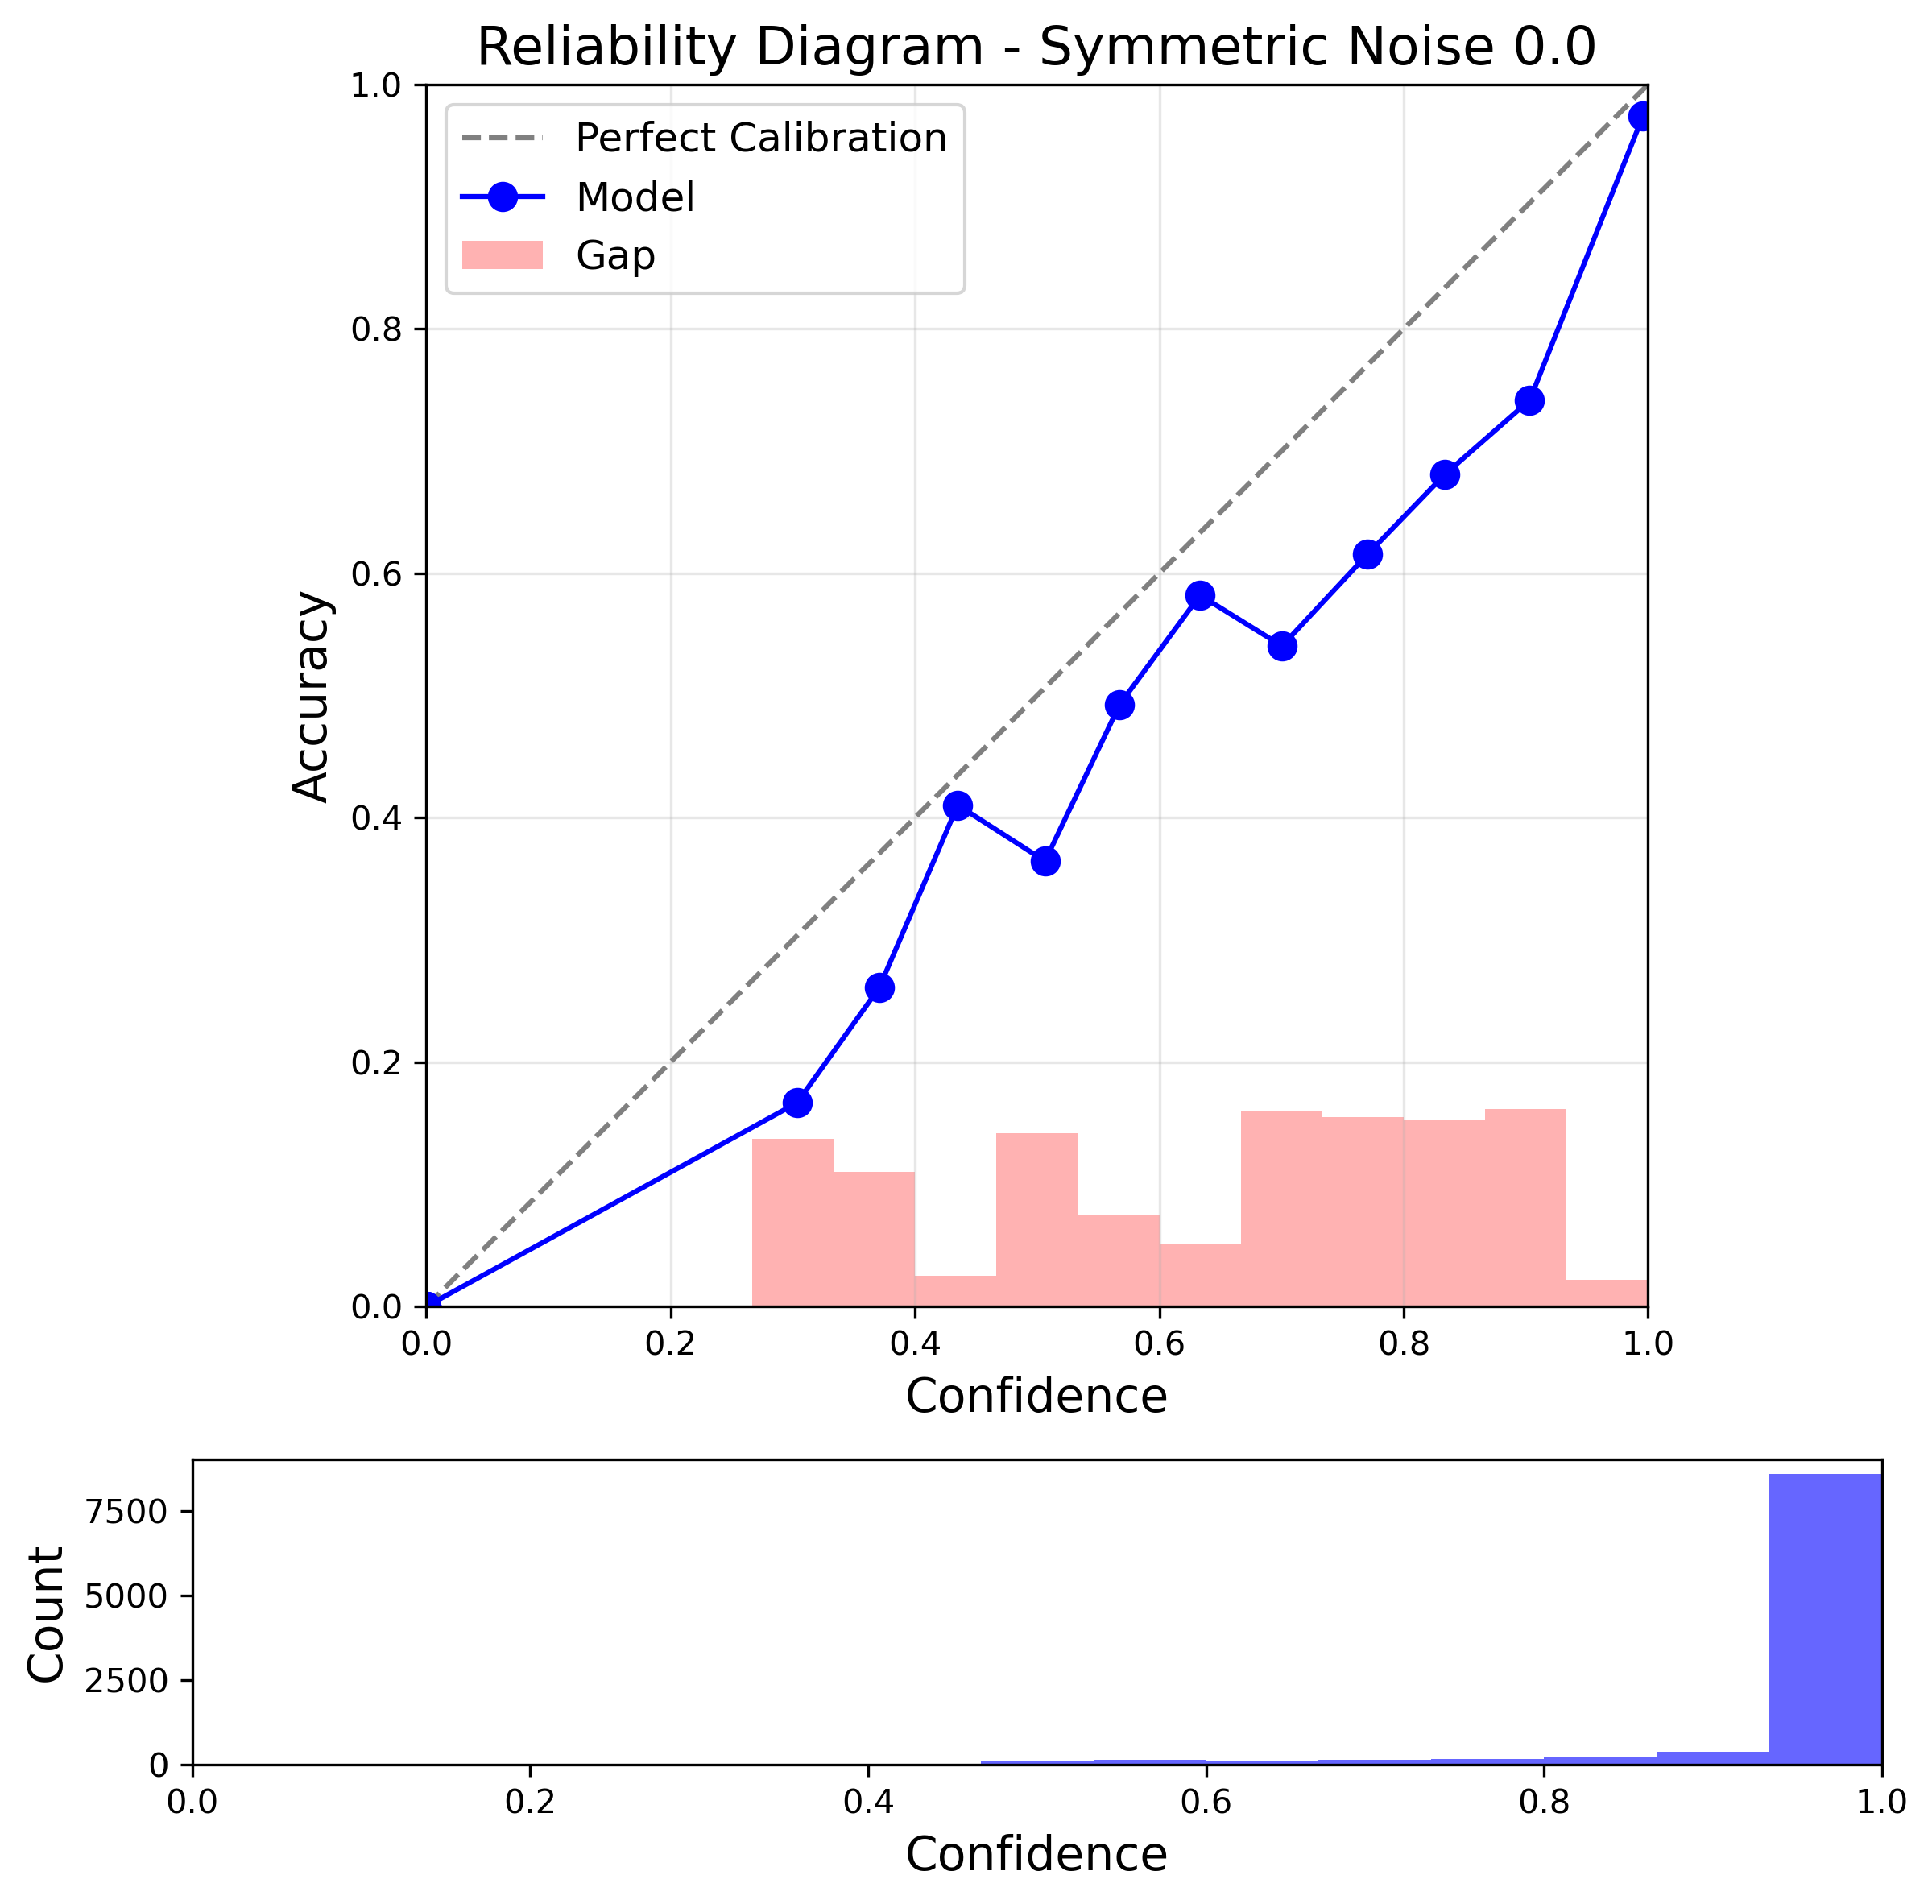 Reliability Diagram - Symmetric Noise 0.0
1.0
0.8
0.6
0.4
0.2
0.0
Accuracy
Perfect Calibration
Model
Gap
0.0 0.2 0.4 0.6 0.8 1.0
Confidence
7500
5000
2500
0
Count
0.0 0.2 0.4 0.6 0.8 1.0
Confidence